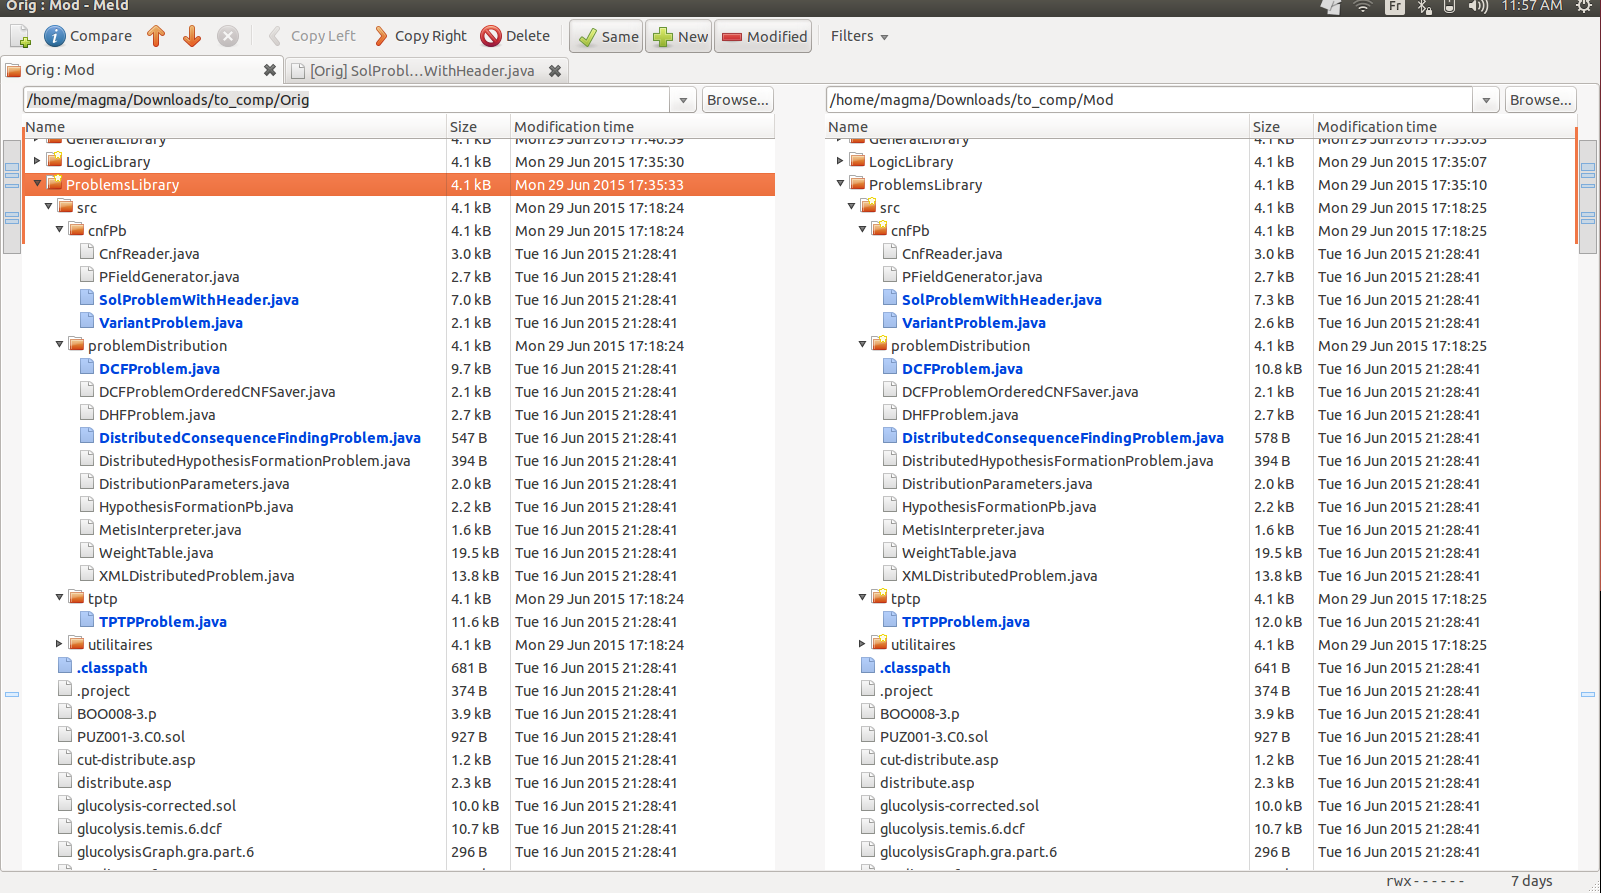 Orig : Mod - Meld Fr 11:57 AM
Compare Copy Left Copy Right Delete Same New Modified Filters
Orig : Mod [Orig] SolProbl...WithHeader.java
/home/magma/Downloads/to_comp/Orig Browse... /home/magma/Downloads/to_comp/Mod Browse...
Name Size Modification time Name Size Modification time
GeneralLibrary 4.1 kB Mon 29 Jun 2015 GeneralLibrary 4.1 kB Mon 29 Jun 2015
LogicLibrary 4.1 kB Mon 29 Jun 2015 17:35:30 LogicLibrary 4.1 kB Mon 29 Jun 2015 17:35:07
ProblemsLibrary 4.1 kB Mon 29 Jun 2015 17:35:33 ProblemsLibrary 4.1 kB Mon 29 Jun 2015 17:35:10
src 4.1 kB Mon 29 Jun 2015 17:18:24 src 4.1 kB Mon 29 Jun 2015 17:18:25
cnfPb 4.1 kB Mon 29 Jun 2015 17:18:24 cnfPb 4.1 kB Mon 29 Jun 2015 17:18:25
CnfReader.java 3.0 kB Tue 16 Jun 2015 21:28:41 CnfReader.java 3.0 kB Tue 16 Jun 2015 21:28:41
PFieldGenerator.java 2.7 kB Tue 16 Jun 2015 21:28:41 PFieldGenerator.java 2.7 kB Tue 16 Jun 2015 21:28:41
SolProblemWithHeader.java 7.0 kB Tue 16 Jun 2015 21:28:41 SolProblemWithHeader.java 7.3 kB Tue 16 Jun 2015 21:28:41
VariantProblem.java 2.1 kB Tue 16 Jun 2015 21:28:41 VariantProblem.java 2.6 kB Tue 16 Jun 2015 21:28:41
problemDistribution 4.1 kB Mon 29 Jun 2015 17:18:24 problemDistribution 4.1 kB Mon 29 Jun 2015 17:18:25
DCFProblem.java 9.7 kB Tue 16 Jun 2015 21:28:41 DCFProblem.java 10.8 kB Tue 16 Jun 2015 21:28:41
DCFProblemOrderedCNFSaver.java 2.1 kB Tue 16 Jun 2015 21:28:41 DCFProblemOrderedCNFSaver.java 2.1 kB Tue 16 Jun 2015 21:28:41
DHFProblem.java 2.7 kB Tue 16 Jun 2015 21:28:41 DHFProblem.java 2.7 kB Tue 16 Jun 2015 21:28:41
DistributedConsequenceFindingProblem.java 547 B Tue 16 Jun 2015 21:28:41 DistributedConsequenceFindingProblem.java 578 B Tue 16 Jun 2015 21:28:41
DistributedHypothesisFormationProblem.java 394 B Tue 16 Jun 2015 21:28:41 DistributedHypothesisFormationProblem.java 394 B Tue 16 Jun 2015 21:28:41
DistributionParameters.java 2.0 kB Tue 16 Jun 2015 21:28:41 DistributionParameters.java 2.0 kB Tue 16 Jun 2015 21:28:41
HypothesisFormationPb.java 2.2 kB Tue 16 Jun 2015 21:28:41 HypothesisFormationPb.java 2.2 kB Tue 16 Jun 2015 21:28:41
MetisInterpreter.java 1.6 kB Tue 16 Jun 2015 21:28:41 MetisInterpreter.java 1.6 kB Tue 16 Jun 2015 21:28:41
WeightTable.java 19.5 kB Tue 16 Jun 2015 21:28:41 WeightTable.java 19.5 kB Tue 16 Jun 2015 21:28:41
XMLDistributedProblem.java 13.8 kB Tue 16 Jun 2015 21:28:41 XMLDistributedProblem.java 13.8 kB Tue 16 Jun 2015 21:28:41
tptp 4.1 kB Mon 29 Jun 2015 17:18:24 tptp 4.1 kB Mon 29 Jun 2015 17:18:25
TPTPProblem.java 11.6 kB Tue 16 Jun 2015 21:28:41 TPTPProblem.java 12.0 kB Tue 16 Jun 2015 21:28:41
utilitaires 4.1 kB Mon 29 Jun 2015 17:18:24 utilitaires 4.1 kB Mon 29 Jun 2015 17:18:25
.classpath 681 B Tue 16 Jun 2015 21:28:41 .classpath 641 B Tue 16 Jun 2015 21:28:41
.project 374 B Tue 16 Jun 2015 21:28:41 .project 374 B Tue 16 Jun 2015 21:28:41
BOO008-3.p 3.9 kB Tue 16 Jun 2015 21:28:41 BOO008-3.p 3.9 kB Tue 16 Jun 2015 21:28:41
PUZ001-3.C0.sol 927 B Tue 16 Jun 2015 21:28:41 PUZ001-3.C0.sol 927 B Tue 16 Jun 2015 21:28:41
cut-distribute.asp 1.2 kB Tue 16 Jun 2015 21:28:41 cut-distribute.asp 1.2 kB Tue 16 Jun 2015 21:28:41
distribute.asp 2.3 kB Tue 16 Jun 2015 21:28:41 distribute.asp 2.3 kB Tue 16 Jun 2015 21:28:41
glucolysis-corrected.sol 10.0 kB Tue 16 Jun 2015 21:28:41 glucolysis-corrected.sol 10.0 kB Tue 16 Jun 2015 21:28:41
glucolysis.temis.6.dcf 10.7 kB Tue 16 Jun 2015 21:28:41 glucolysis.temis.6.dcf 10.7 kB Tue 16 Jun 2015 21:28:41
glucolysisGraph.gra.part.6 296 B Tue 16 Jun 2015 21:28:41 glucolysisGraph.gra.part.6 296 B Tue 16 Jun 2015 21:28:41
rwx------ 7 days